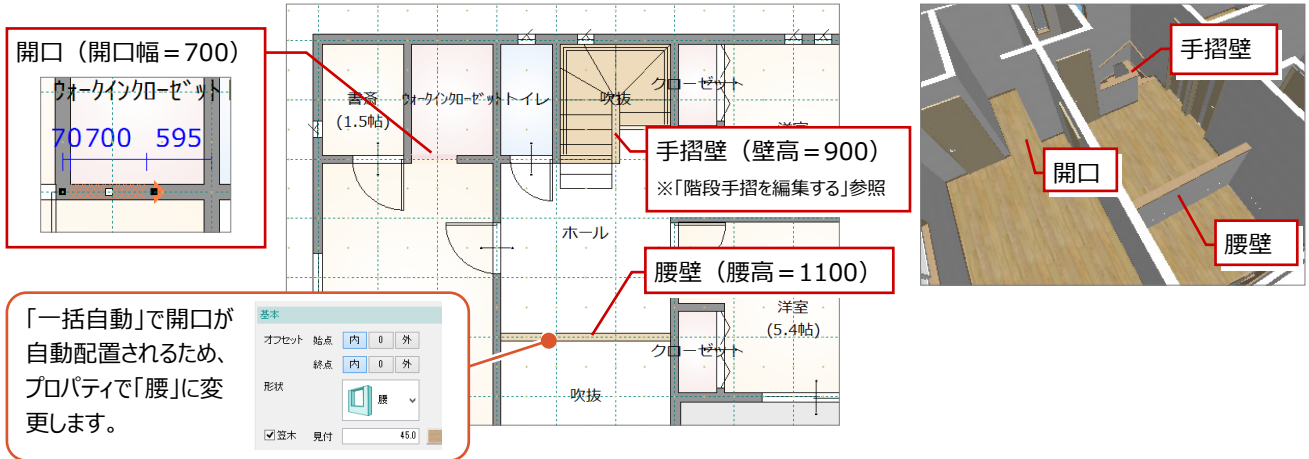 開口（開口幅＝700）
ウォークインクローゼット
70 700 595
書斎
(1.5帖)
ウォークインクローゼット
トイレ
吹抜
クローゼット
洋室
手摺壁（壁高＝900）
※「階段手摺を編集する」参照
ホール
腰壁（腰高＝1100）
洋室
(5.4帖)
クローゼット
吹抜
「一括自動」で開口が
自動配置されるため、
プロパティで「腰」に変
更します。
基本
オフセット 始点 内 0 外
終点 内 0 外
形状
腰
笠木 見付 45.0
手摺壁
開口
腰壁